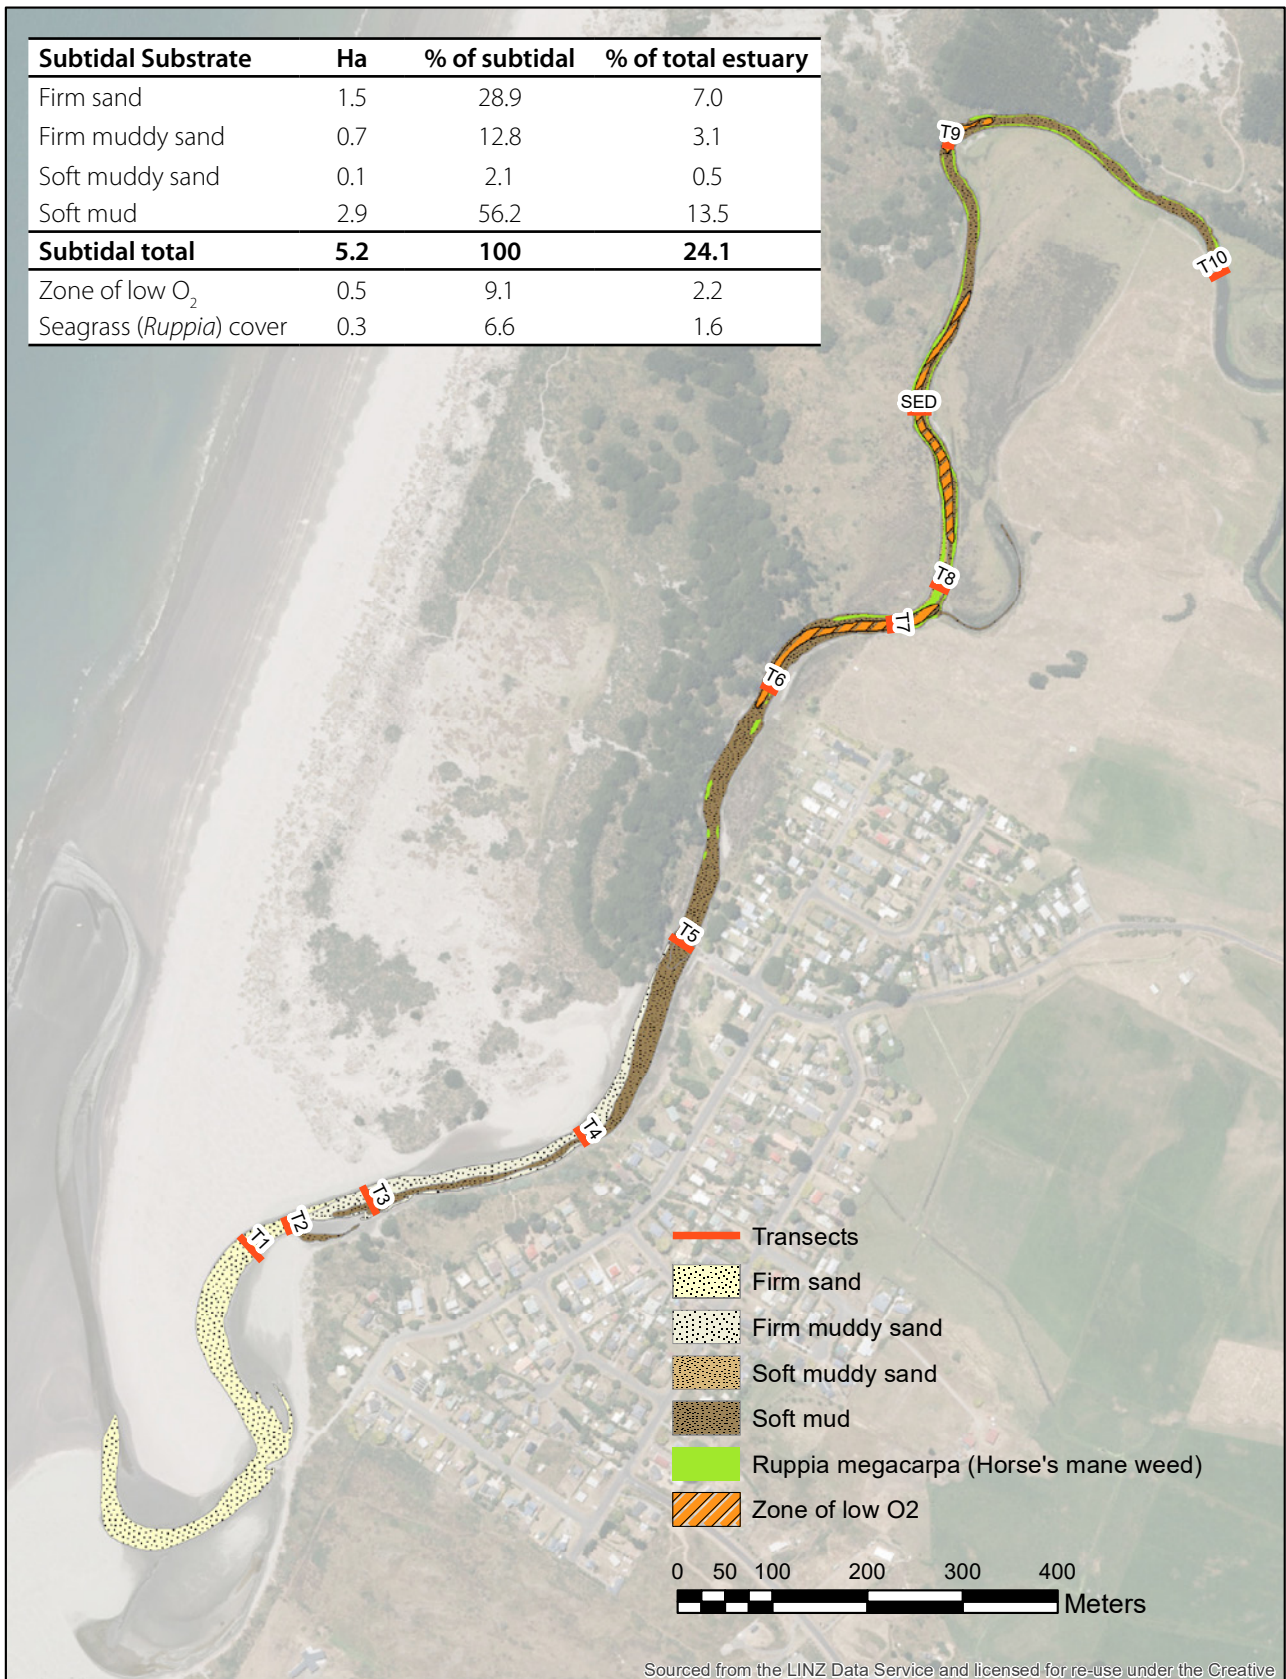 Subtidal Substrate Ha % of subtidal % of total estuary
Firm sand 1.5 28.9 7.0
Firm muddy sand 0.7 12.8 3.1
Soft muddy sand 0.1 2.1 0.5
Soft mud 2.9 56.2 13.5
Subtidal total 5.2 100 24.1
Zone of low O2 0.5 9.1 2.2
Seagrass (Ruppia) cover 0.3 6.6 1.6
T9
T10
SED
T8
T7
T6
T5
T4
T3
T2
T1
Transects
Firm sand
Firm muddy sand
Soft muddy sand
Soft mud
Ruppia megacarpa (Horse's mane weed)
Zone of low O2
0 50 100 200 300 400
Meters
Sourced from the LINZ Data Service and licensed for re-use under the Creative